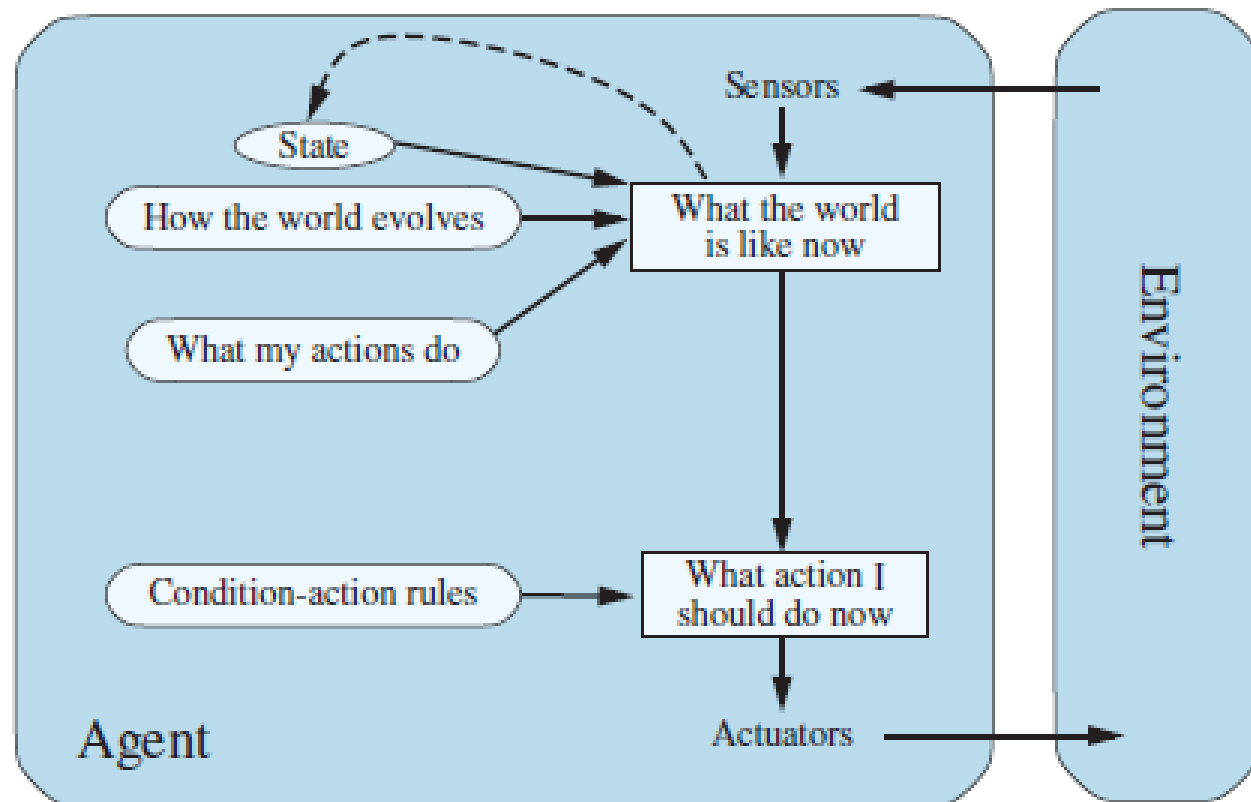 Sensors
State
How the world evolves
What the world
is like now
What my actions do
Environment
Condition-action rules
What action I
should do now
Agent
Actuators